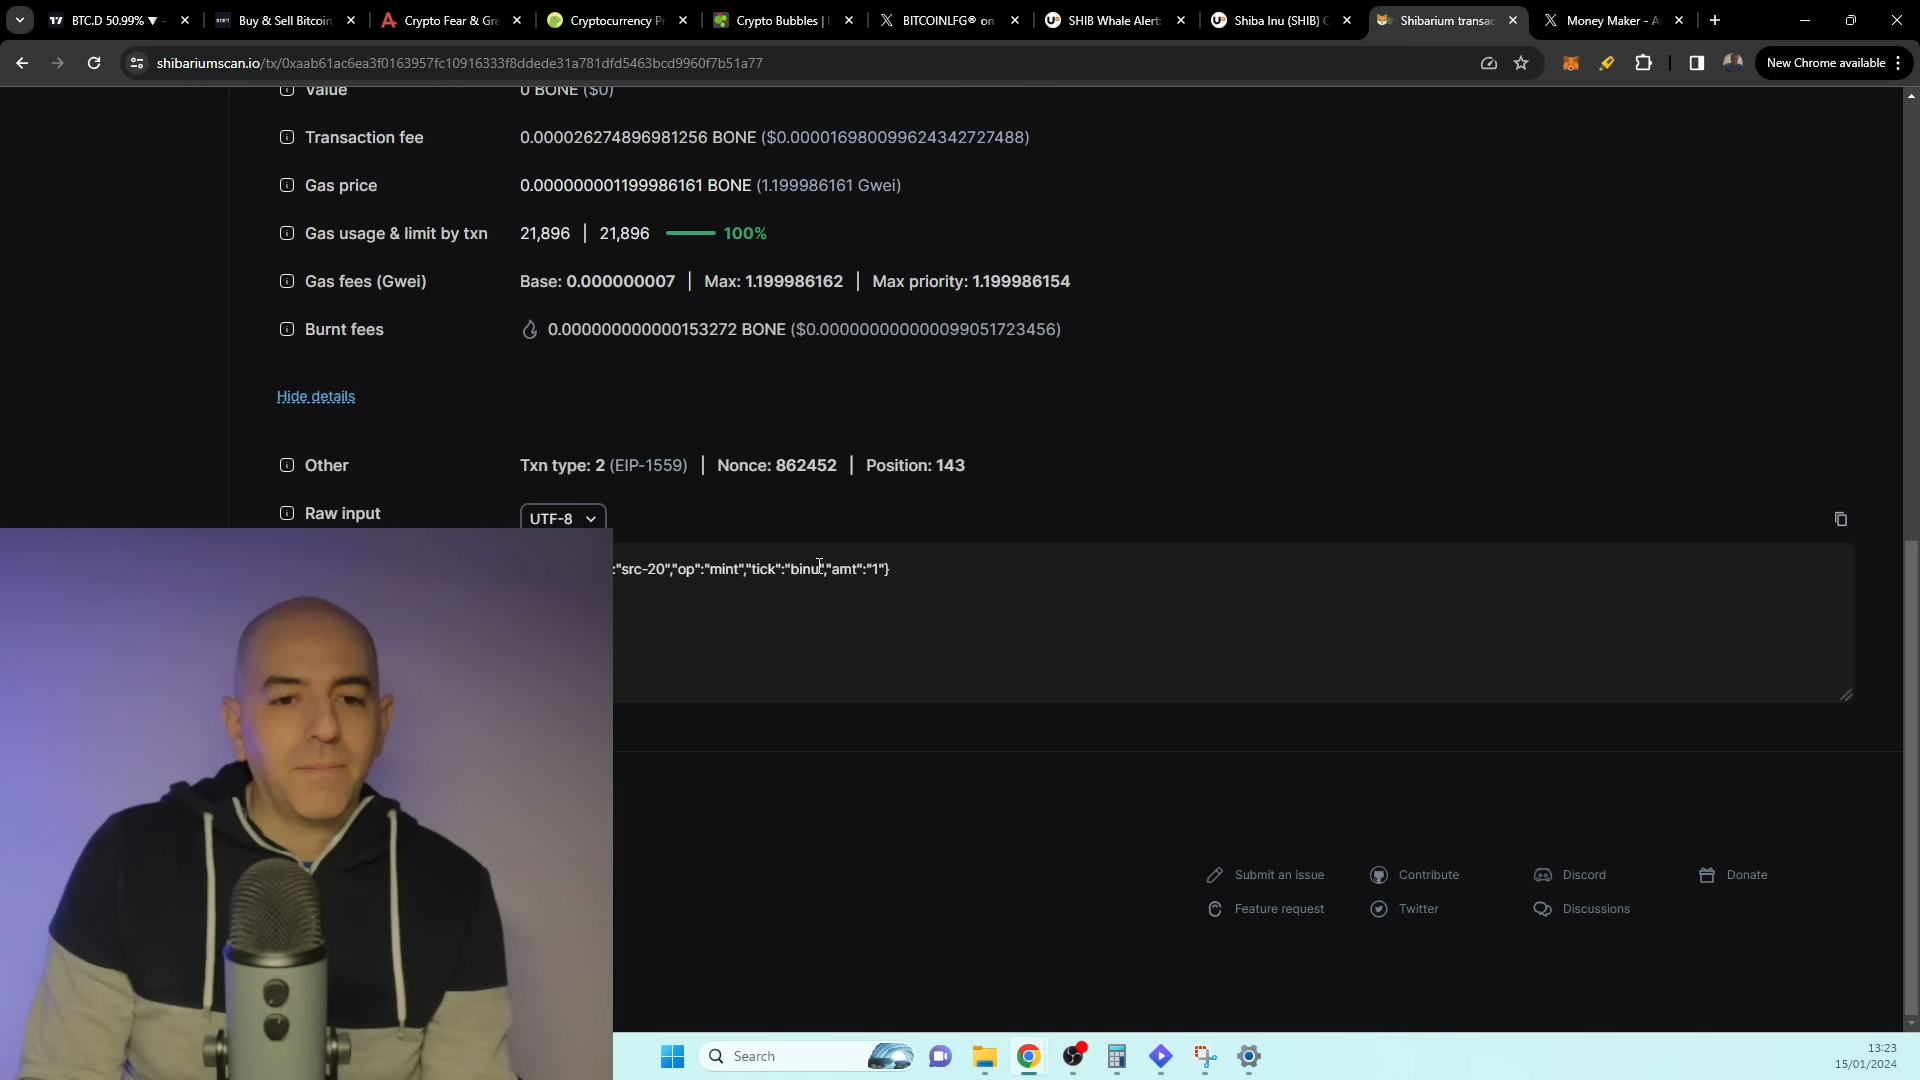 BTC.D 50.99% ▼
Buy & Sell Bitcoin
Crypto Fear & Gre
Cryptocurrency P
Crypto Bubbles |
BITCOINLFG® on
SHIB Whale Alert
Shiba Inu (SHIB) C
Shibarium transac
Money Maker - A
shibariumscan.io/tx/0xaab61ac6ea3f0163957fc10916333f8ddede31a781dfd5463bcd9960f7b51a77
New Chrome available
Value 0 BONE ($0)
Transaction fee 0.000026274896981256 BONE ($0.000016980099624342727488)
Gas price 0.000000001199986161 BONE (1.199986161 Gwei)
Gas usage & limit by txn 21,896 | 21,896 100%
Gas fees (Gwei) Base: 0.000000007 | Max: 1.199986162 | Max priority: 1.199986154
Burnt fees 0.000000000000153272 BONE ($0.000000000000099051723456)
Hide details
Other Txn type: 2 (EIP-1559) | Nonce: 862452 | Position: 143
Raw input UTF-8
:"src-20","op":"mint","tick":"binu","amt":"1"}
Submit an issue Contribute Discord Donate
Feature request Twitter Discussions
Search
13:23
15/01/2024